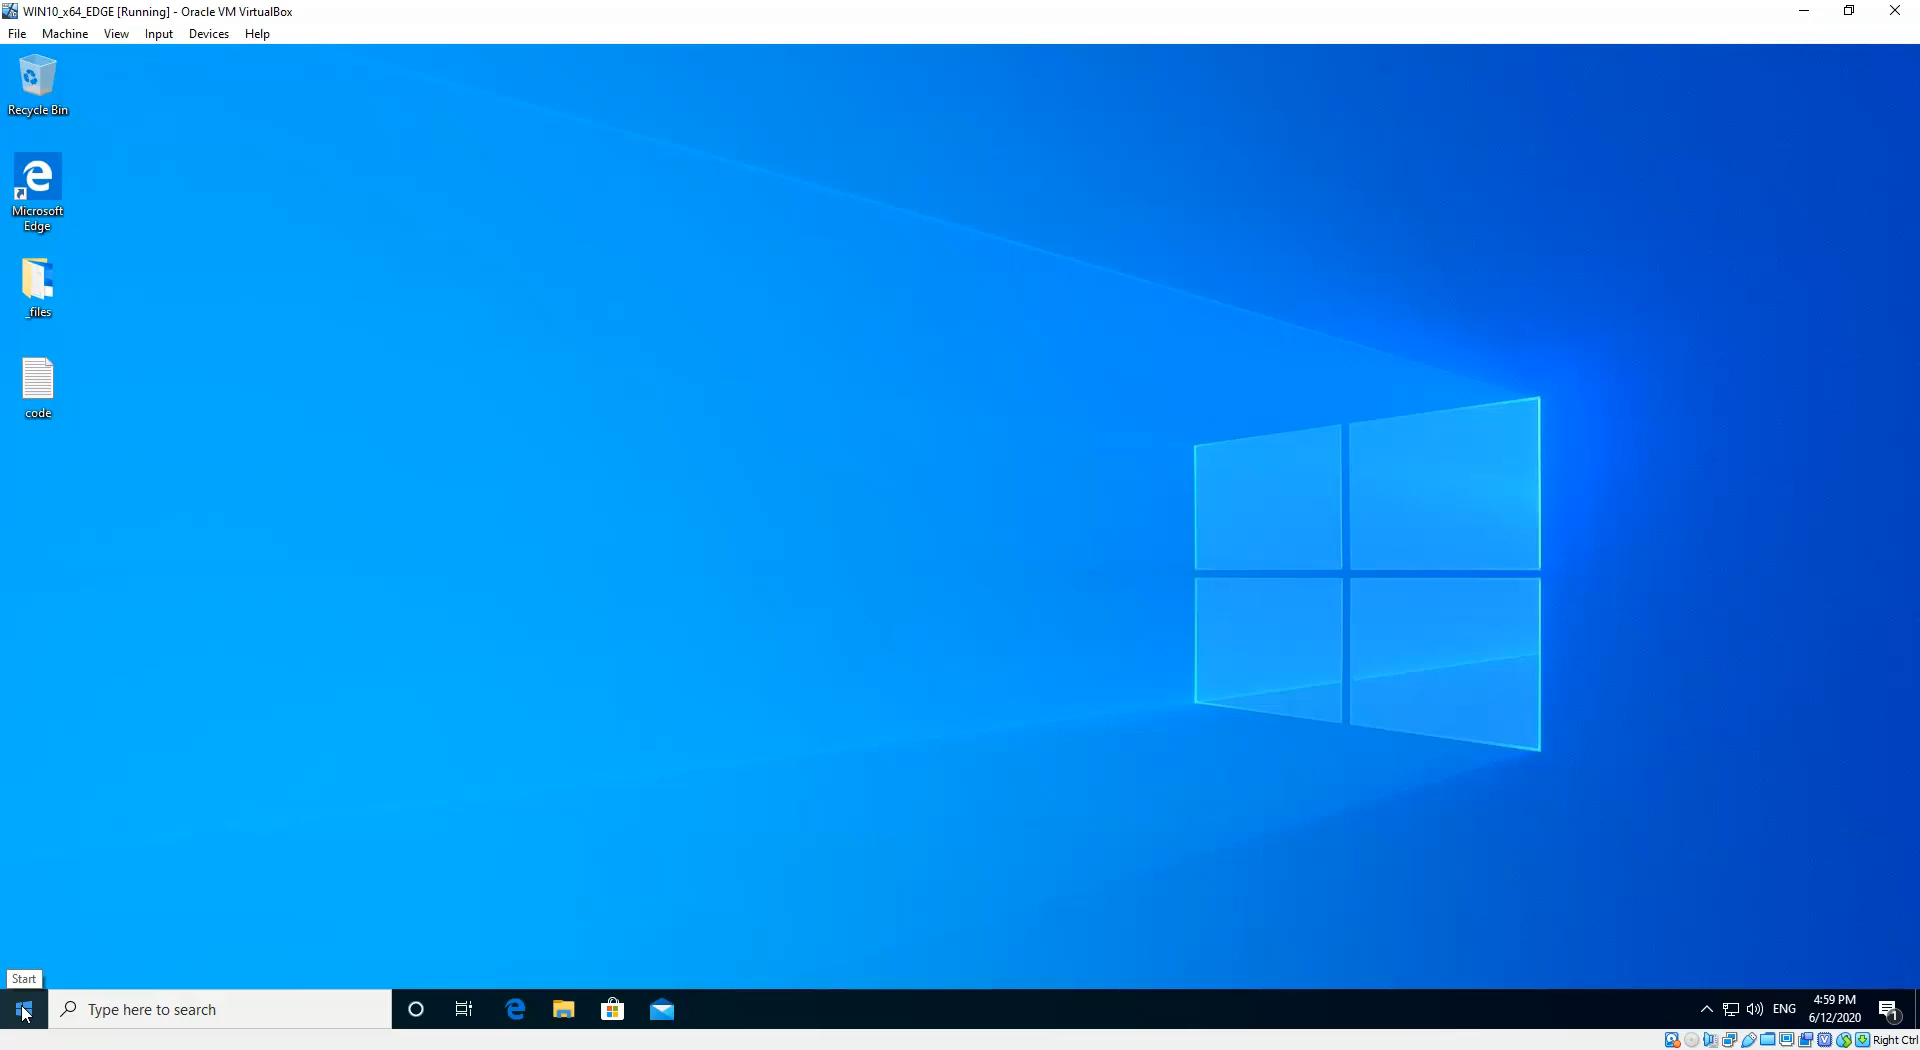 WIN10_x64_EDGE [Running] - Oracle VM VirtualBox
File Machine View Input Devices Help
Recycle Bin
Microsoft
Edge
_files
code
Start
Type here to search
ENG
4:59 PM
6/12/2020
1
Right Ctrl